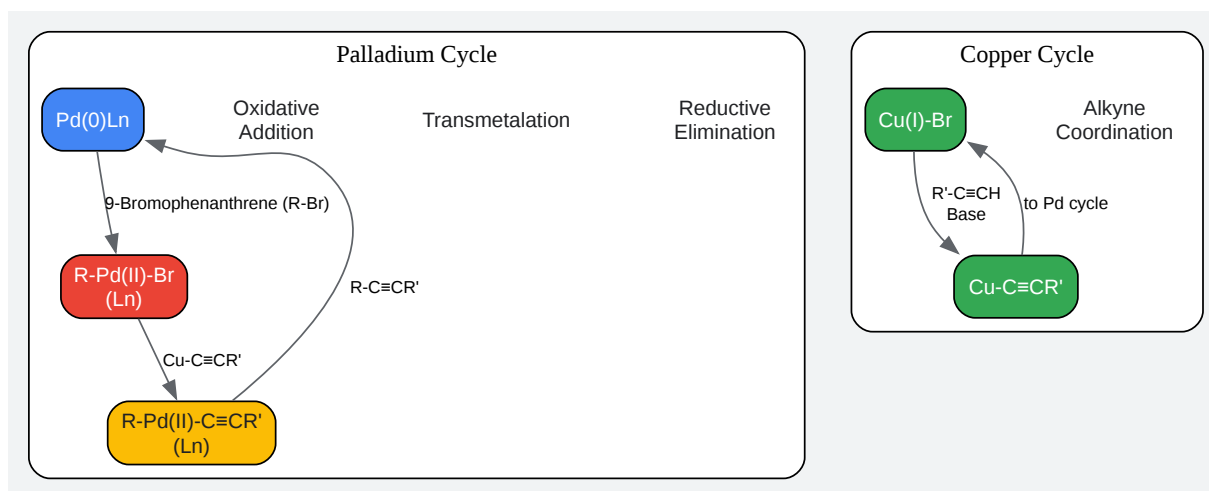 Palladium Cycle
Pd(0)Ln
Oxidative
Addition
Transmetalation
Reductive
Elimination
9-Bromophenanthrene (R-Br)
R-Pd(II)-Br
(Ln)
R-C≡CR'
Cu-C≡CR'
R-Pd(II)-C≡CR'
(Ln)
Copper Cycle
Cu(I)-Br
Alkyne
Coordination
R'-C≡CH
Base
to Pd cycle
Cu-C≡CR'